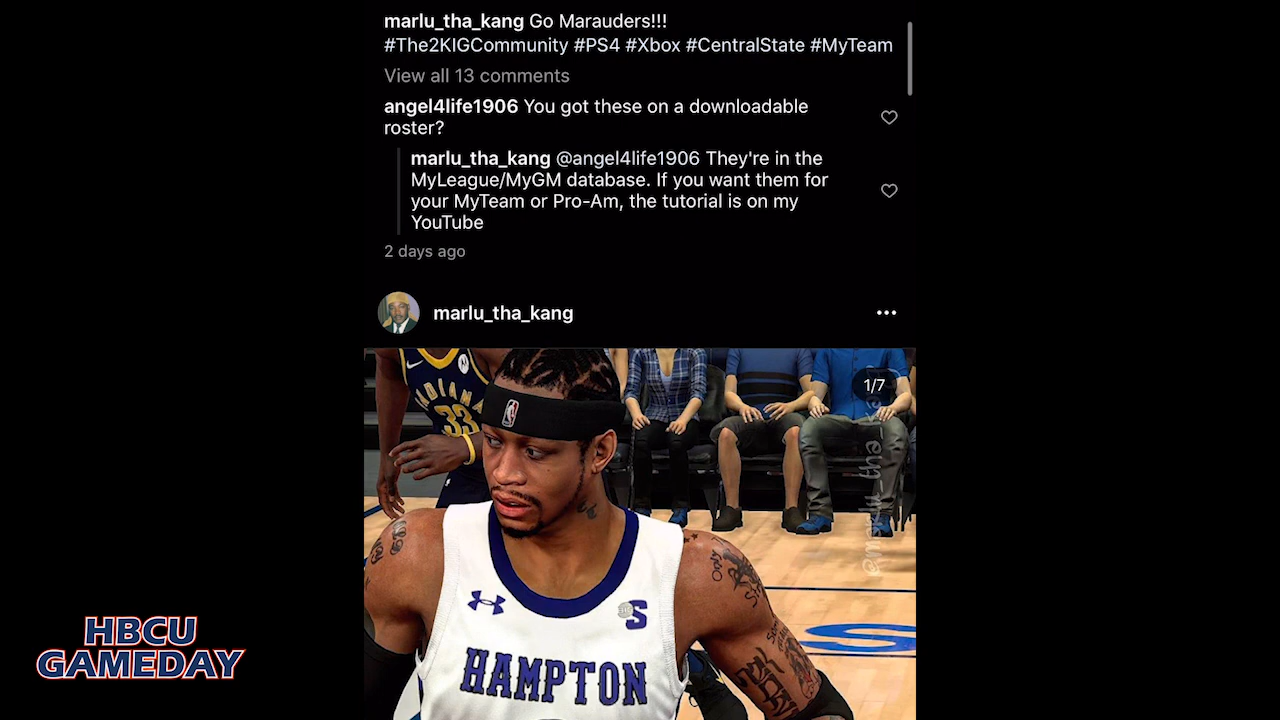 marlu_tha_kang Go Marauders!!!
#The2KIGCommunity #PS4 #Xbox #CentralState #MyTeam
View all 13 comments
angel4life1906 You got these on a downloadable
roster?
marlu_tha_kang @angel4life1906 They're in the
MyLeague/MyGM database. If you want them for
your MyTeam or Pro-Am, the tutorial is on my
YouTube
2 days ago
marlu_tha_kang
1/7
INDIANA
33
@marlu_tha_
Only
S
HAMPTON
HBCU
GAMEDAY